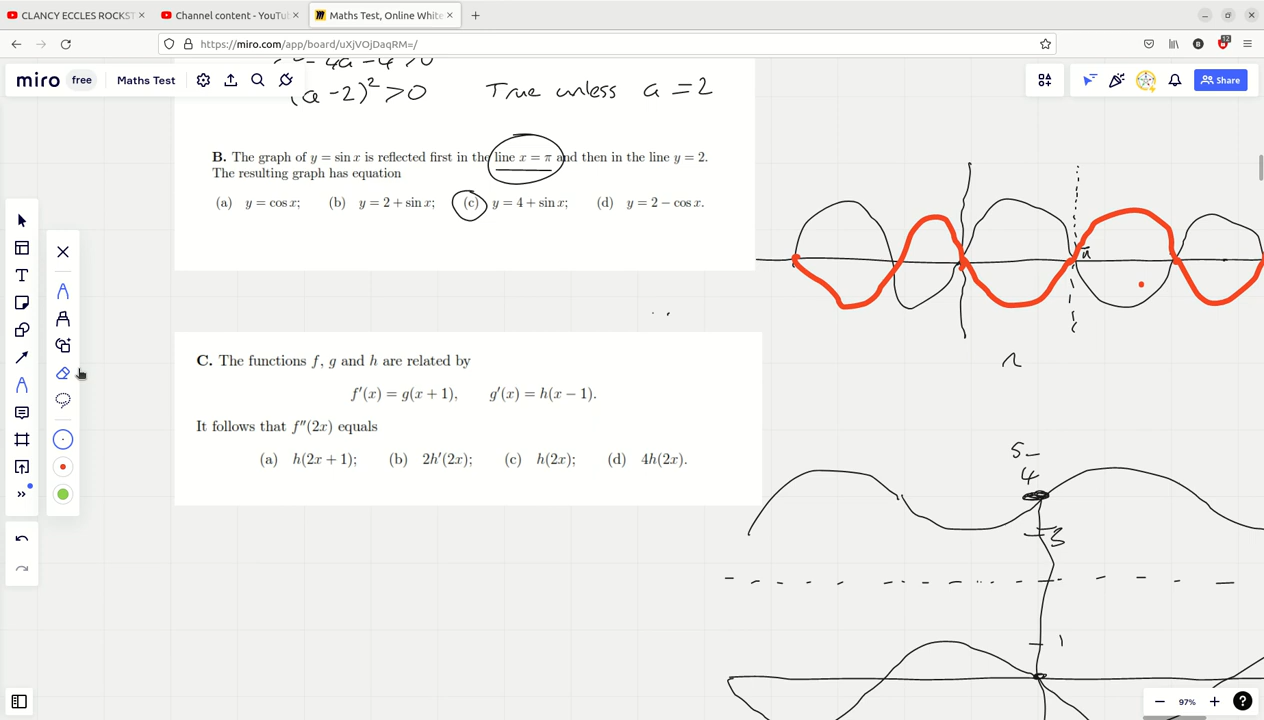 CLANCY ECCLES ROCKST
Channel content - YouTub
Maths Test, Online White
https://miro.com/app/board/uXjVOjDaqRM=/
12
miro free Maths Test
Share
(a-2)² >0 True unless a =2
B. The graph of y = sin x is reflected first in the line x = π and then in the line y = 2.
The resulting graph has equation
(a) y = cos x; (b) y = 2 + sin x; (c) y = 4 + sin x; (d) y = 2 − cos x.
π
C. The functions f, g and h are related by
f′(x) = g(x + 1), g′(x) = h(x − 1).
It follows that f″(2x) equals
(a) h(2x + 1); (b) 2h′(2x); (c) h(2x); (d) 4h(2x).
5
4
3
1
97%